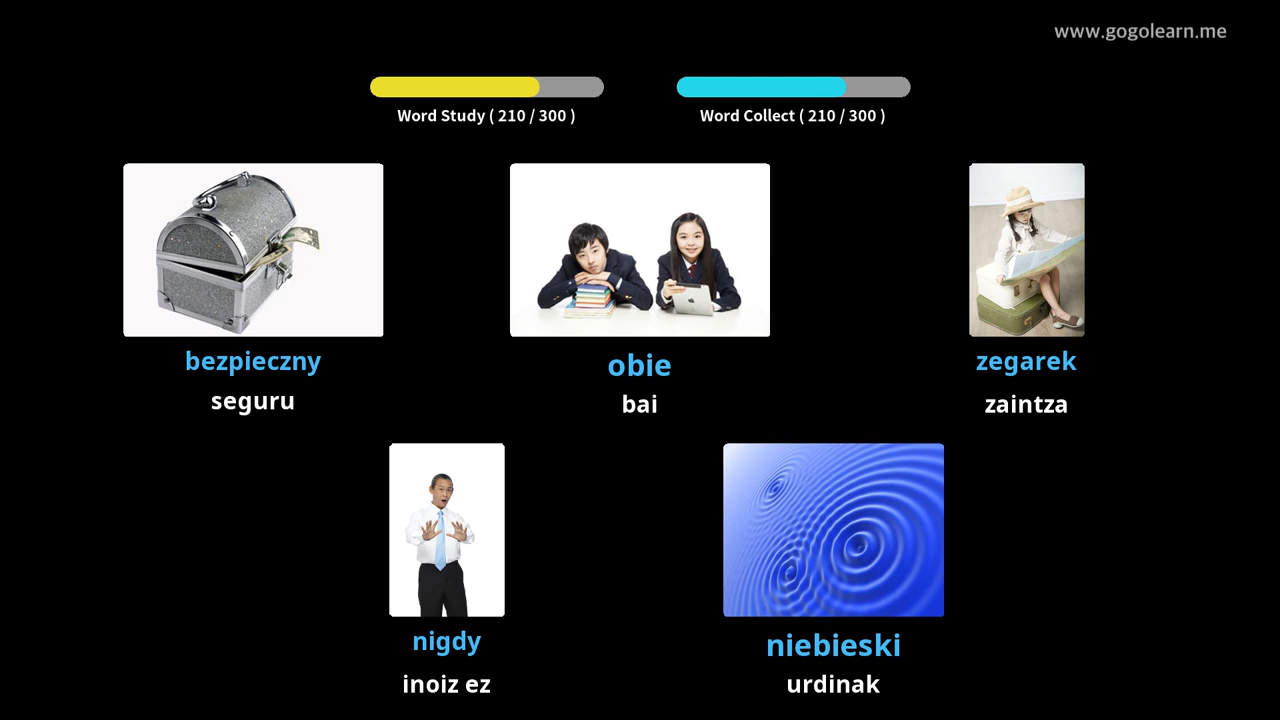 www.gogolearn.me
Word Study ( 210 / 300 )
Word Collect ( 210 / 300 )
bezpieczny
seguru
obie
bai
zegarek
zaintza
nigdy
inoiz ez
niebieski
urdinak